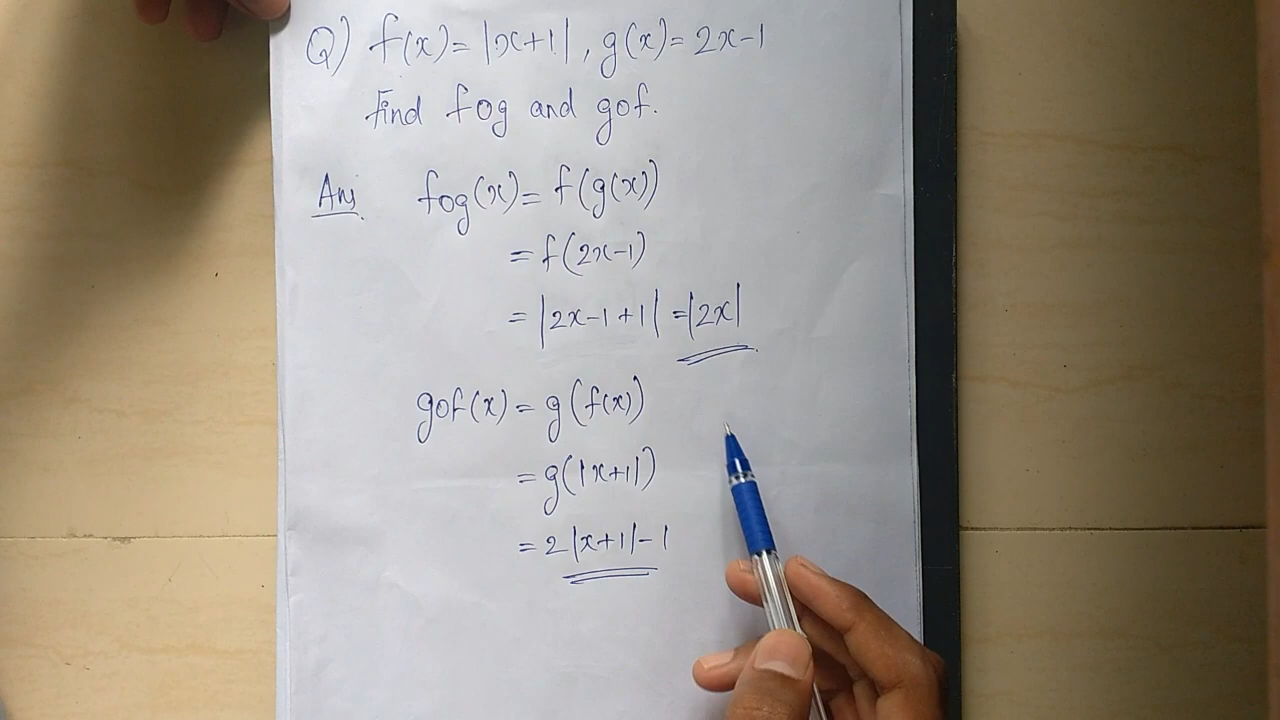 Q) f(x)= |x+1| , g(x)= 2x-1
Find fog and gof.
Ans fog(x)= f(g(x))
= f(2x-1)
= |2x-1+1| =|2x|
gof(x)= g(f(x))
= g(|x+1|)
= 2|x+1|-1